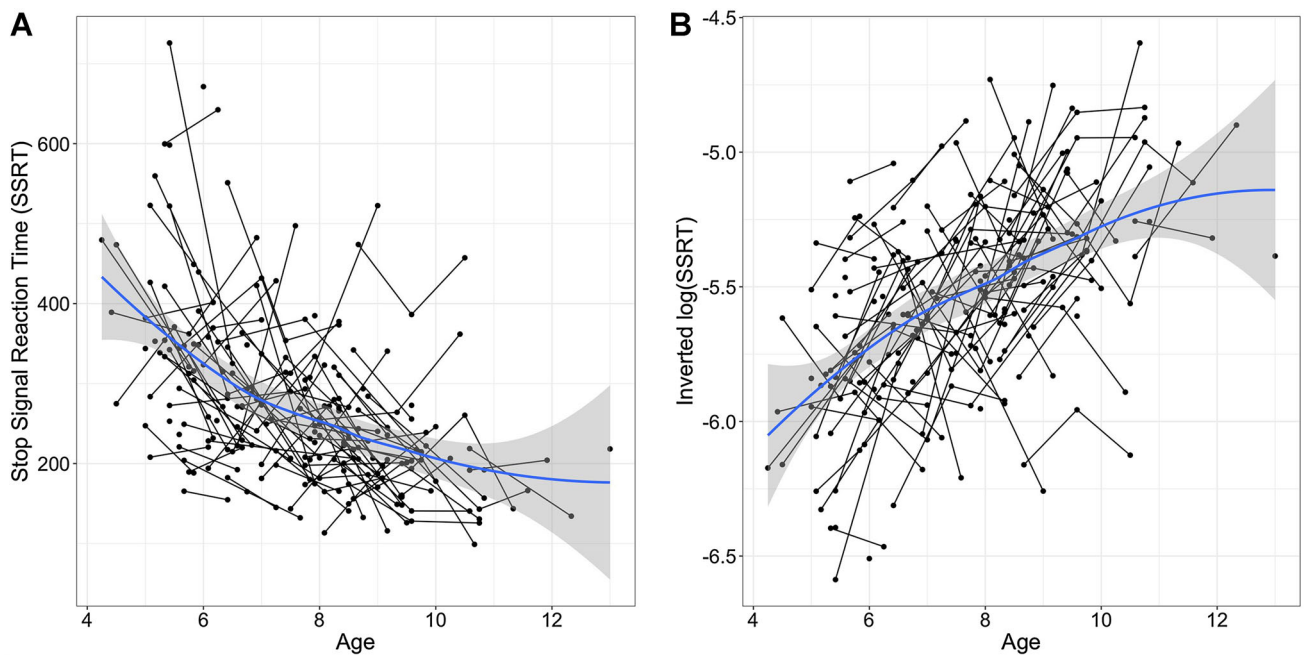 A
Stop Signal Reaction Time (SSRT)
600
400
200
4 6 8 10 12
Age
B
Inverted log(SSRT)
-4.5
-5.0
-5.5
-6.0
-6.5
4 6 8 10 12
Age